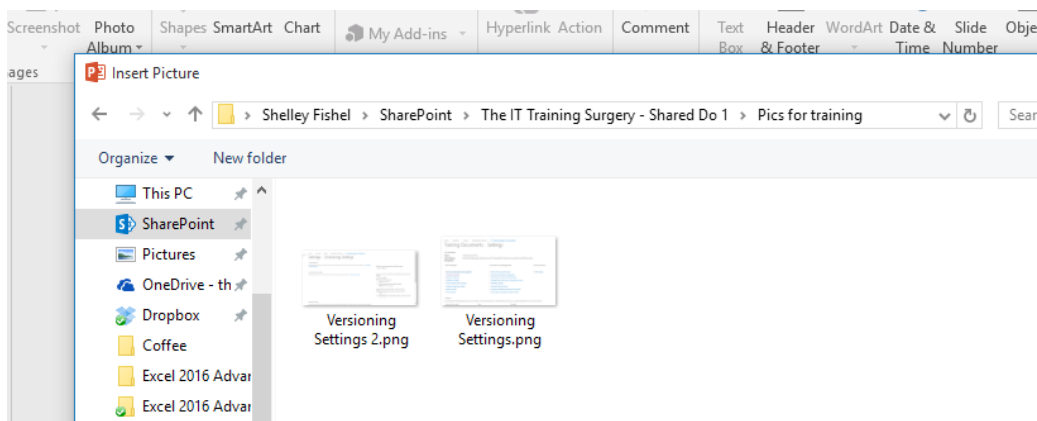 Screenshot Photo Shapes SmartArt Chart My Add-ins Hyperlink Action Comment Text Header WordArt Date & Slide Obje
Album Box & Footer Time Number
ages
Insert Picture
Shelley Fishel > SharePoint > The IT Training Surgery - Shared Do 1 > Pics for training Sear
Organize New folder
This PC
SharePoint
Pictures
OneDrive - th
Dropbox
Coffee
Excel 2016 Advar
Excel 2016 Advar
Versioning
Settings 2.png
Versioning
Settings.png